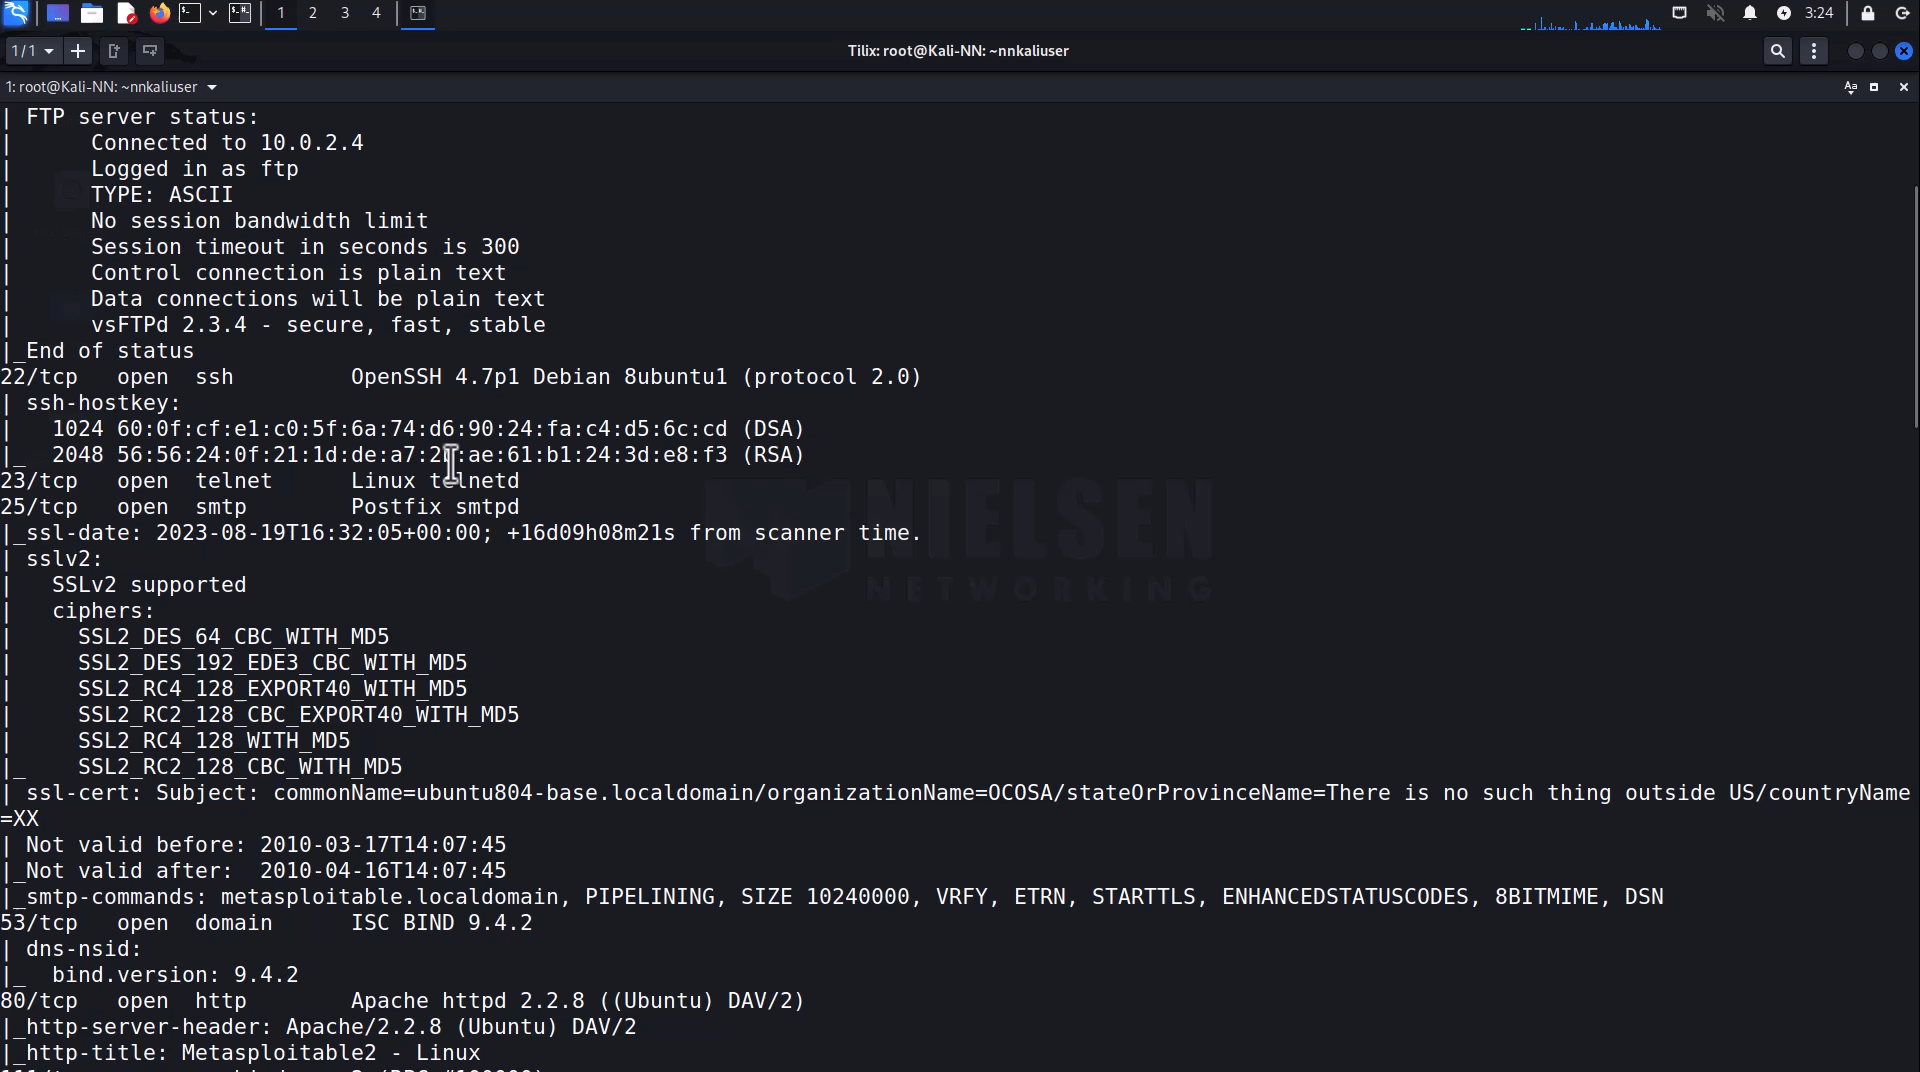 1 2 3 4 3:24
1/1 Tilix: root@Kali-NN: ~nnkaliuser
1: root@Kali-NN: ~nnkaliuser
| FTP server status:
| Connected to 10.0.2.4
| Logged in as ftp
| TYPE: ASCII
| No session bandwidth limit
| Session timeout in seconds is 300
| Control connection is plain text
| Data connections will be plain text
| vsFTPd 2.3.4 - secure, fast, stable
|_End of status
22/tcp open ssh OpenSSH 4.7p1 Debian 8ubuntu1 (protocol 2.0)
| ssh-hostkey:
| 1024 60:0f:cf:e1:c0:5f:6a:74:d6:90:24:fa:c4:d5:6c:cd (DSA)
|_ 2048 56:56:24:0f:21:1d:de:a7:2b:ae:61:b1:24:3d:e8:f3 (RSA)
23/tcp open telnet Linux telnetd
25/tcp open smtp Postfix smtpd
|_ssl-date: 2023-08-19T16:32:05+00:00; +16d09h08m21s from scanner time.
| sslv2:
| SSLv2 supported
| ciphers:
| SSL2_DES_64_CBC_WITH_MD5
| SSL2_DES_192_EDE3_CBC_WITH_MD5
| SSL2_RC4_128_EXPORT40_WITH_MD5
| SSL2_RC2_128_CBC_EXPORT40_WITH_MD5
| SSL2_RC4_128_WITH_MD5
|_ SSL2_RC2_128_CBC_WITH_MD5
| ssl-cert: Subject: commonName=ubuntu804-base.localdomain/organizationName=OCOSA/stateOrProvinceName=There is no such thing outside US/countryName
=XX
| Not valid before: 2010-03-17T14:07:45
|_Not valid after: 2010-04-16T14:07:45
|_smtp-commands: metasploitable.localdomain, PIPELINING, SIZE 10240000, VRFY, ETRN, STARTTLS, ENHANCEDSTATUSCODES, 8BITMIME, DSN
53/tcp open domain ISC BIND 9.4.2
| dns-nsid:
|_ bind.version: 9.4.2
80/tcp open http Apache httpd 2.2.8 ((Ubuntu) DAV/2)
|_http-server-header: Apache/2.2.8 (Ubuntu) DAV/2
|_http-title: Metasploitable2 - Linux
NIELSEN
NETWORKING